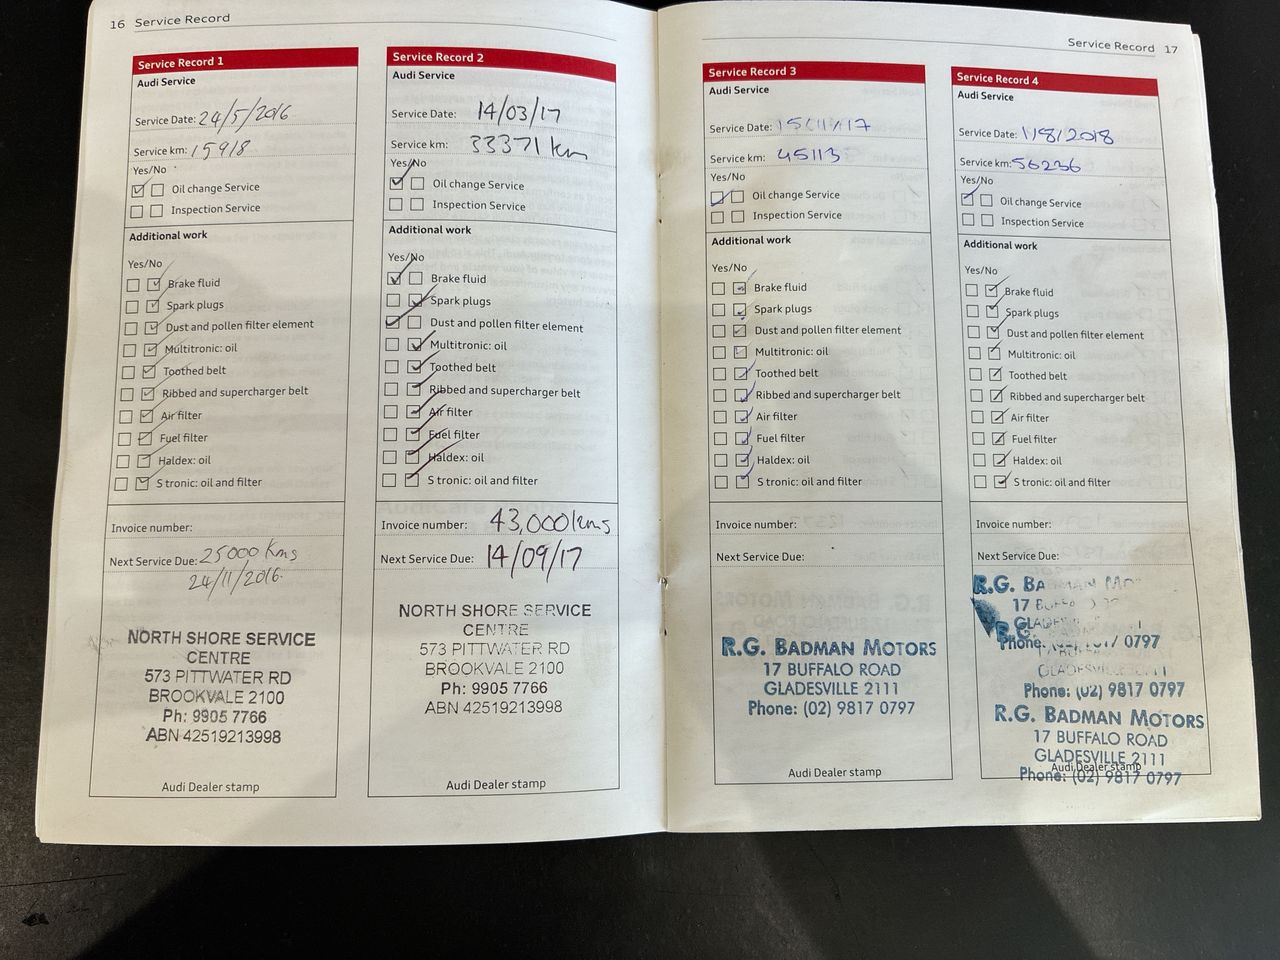 16 Service Record
Service Record 1
Audi Service
Service Date: 24/5/2016
Service km: 15918
Yes/No
Oil change Service
Inspection Service
Additional work
Yes/No
Brake fluid
Spark plugs
Dust and pollen filter element
Multitronic: oil
Toothed belt
Ribbed and supercharger belt
Air filter
Fuel filter
Haldex: oil
S tronic: oil and filter
Invoice number:
Next Service Due: 25000 Kms
24/11/2016
NORTH SHORE SERVICE
CENTRE
573 PITTWATER RD
BROOKVALE 2100
Ph: 9905 7766
ABN 42519213998
Audi Dealer stamp
Service Record 2
Audi Service
Service Date: 14/03/17
Service km: 33371 km
Yes/No
Oil change Service
Inspection Service
Additional work
Yes/No
Brake fluid
Spark plugs
Dust and pollen filter element
Multitronic: oil
Toothed belt
Ribbed and supercharger belt
Air filter
Fuel filter
Haldex: oil
S tronic: oil and filter
Invoice number: 43,000 kms
Next Service Due: 14/09/17
NORTH SHORE SERVICE
CENTRE
573 PITTWATER RD
BROOKVALE 2100
Ph: 9905 7766
ABN 42519213998
Audi Dealer stamp
Service Record 17
Service Record 3
Audi Service
Service Date: 15/11/17
Service km: 45113
Yes/No
Oil change Service
Inspection Service
Additional work
Yes/No
Brake fluid
Spark plugs
Dust and pollen filter element
Multitronic: oil
Toothed belt
Ribbed and supercharger belt
Air filter
Fuel filter
Haldex: oil
S tronic: oil and filter
Invoice number:
Next Service Due:
R.G. BADMAN MOTORS
17 BUFFALO ROAD
GLADESVILLE 2111
Phone: (02) 9817 0797
Audi Dealer stamp
Service Record 4
Audi Service
Service Date: 1/8/2018
Service km: 56236
Yes/No
Oil change Service
Inspection Service
Additional work
Yes/No
Brake fluid
Spark plugs
Dust and pollen filter element
Multitronic: oil
Toothed belt
Ribbed and supercharger belt
Air filter
Fuel filter
Haldex: oil
S tronic: oil and filter
Invoice number:
Next Service Due:
R.G.
17
Phone: 0797
Phone: (02) 9817 0797
R.G. BADMAN MOTORS
17 BUFFALO ROAD
GLADESVILLE 2111
Audi Dealer stamp
Phone: (02) 9817 0797